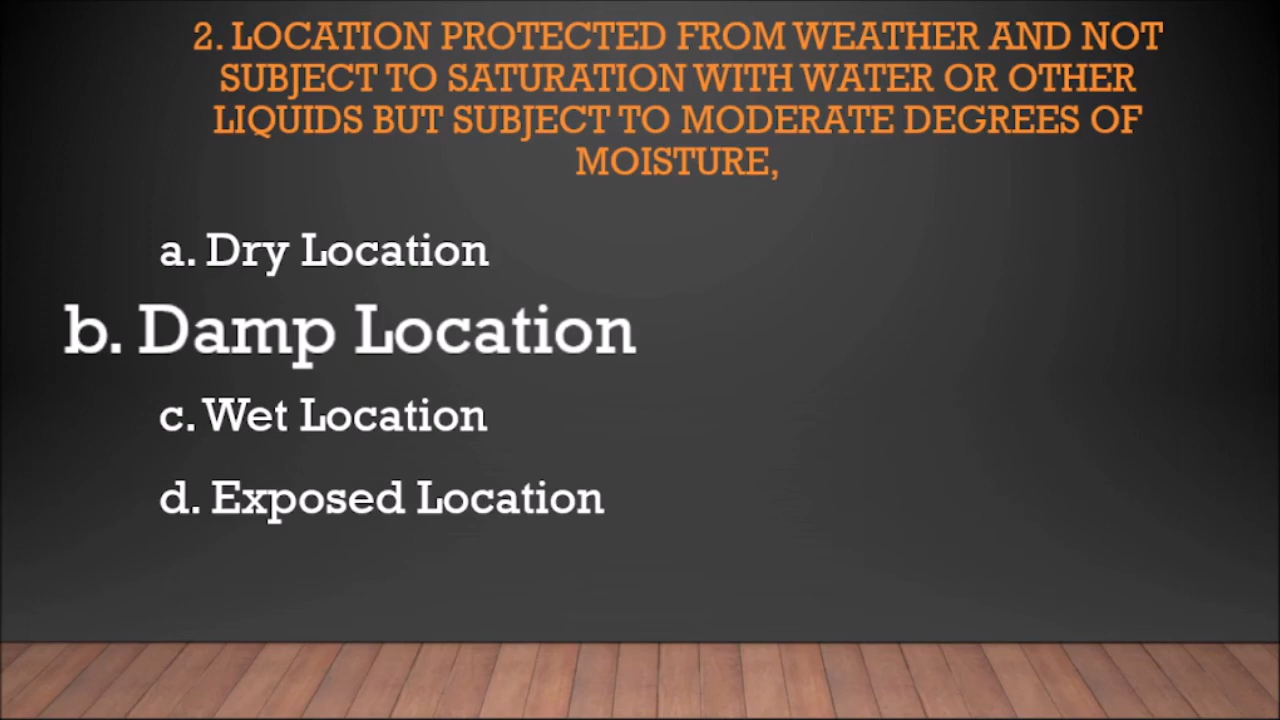 2. LOCATION PROTECTED FROM WEATHER AND NOT
SUBJECT TO SATURATION WITH WATER OR OTHER
LIQUIDS BUT SUBJECT TO MODERATE DEGREES OF
MOISTURE,
a. Dry Location
b. Damp Location
c. Wet Location
d. Exposed Location